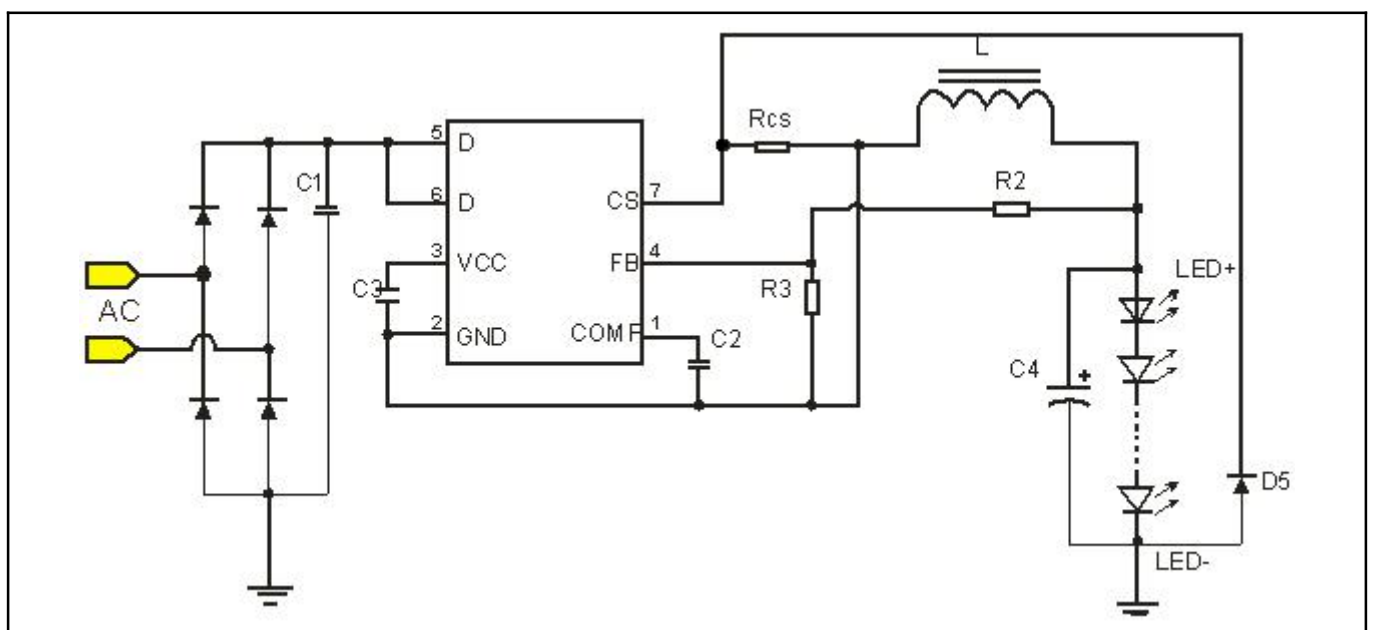 L
Rcs
5
D
C1
R2
6
D
CS
7
3
VCC
FB
4
LED+
C3
R3
AC
2
GND
COMP
1
C2
C4
+
D5
LED-